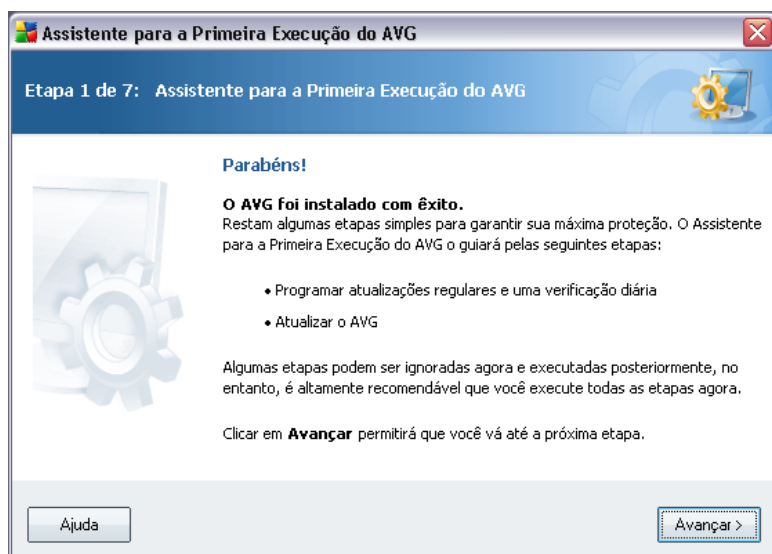 Assistente para a Primeira Execução do AVG
Etapa 1 de 7: Assistente para a Primeira Execução do AVG
Parabéns!
O AVG foi instalado com êxito.
Restam algumas etapas simples para garantir sua máxima proteção. O Assistente
para a Primeira Execução do AVG o guiará pelas seguintes etapas:
• Programar atualizações regulares e uma verificação diária
• Atualizar o AVG
Algumas etapas podem ser ignoradas agora e executadas posteriormente, no
entanto, é altamente recomendável que você execute todas as etapas agora.
Clicar em Avançar permitirá que você vá até a próxima etapa.
Ajuda
Avançar >